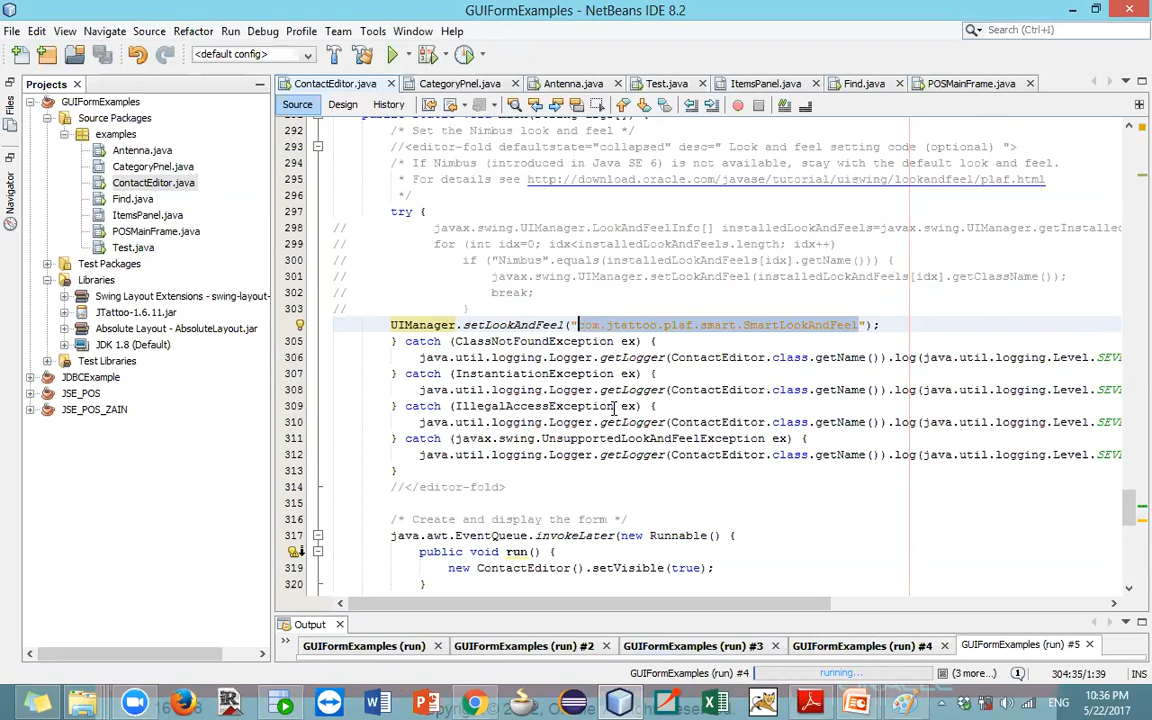 GUIFormExamples - NetBeans IDE 8.2
File Edit View Navigate Source Refactor Run Debug Profile Team Tools Window Help
Search (Ctrl+I)
<default config>
Projects
ContactEditor.java CategoryPnel.java Antenna.java Test.java ItemsPanel.java Find.java POSMainFrame.java
Source Design History
Files
Navigator
GUIFormExamples
Source Packages
examples
Antenna.java
CategoryPnel.java
ContactEditor.java
Find.java
ItemsPanel.java
POSMainFrame.java
Test.java
Test Packages
Libraries
Swing Layout Extensions - swing-layout-
JTattoo-1.6.11.jar
Absolute Layout - AbsoluteLayout.jar
JDK 1.8 (Default)
Test Libraries
JDBCExample
JSE_POS
JSE_POS_ZAIN
292 /* Set the Nimbus look and feel */
293 //<editor-fold defaultstate="collapsed" desc=" Look and feel setting code (optional) ">
294 /* If Nimbus (introduced in Java SE 6) is not available, stay with the default look and feel.
295 * For details see http://download.oracle.com/javase/tutorial/uiswing/lookandfeel/plaf.html
296 */
297 try {
298 // javax.swing.UIManager.LookAndFeelInfo[] installedLookAndFeels=javax.swing.UIManager.getInstalle
299 // for (int idx=0; idx<installedLookAndFeels.length; idx++)
300 // if ("Nimbus".equals(installedLookAndFeels[idx].getName())) {
301 // javax.swing.UIManager.setLookAndFeel(installedLookAndFeels[idx].getClassName());
302 // break;
303 // }
UIManager.setLookAndFeel("com.jtattoo.plaf.smart.SmartLookAndFeel");
305 } catch (ClassNotFoundException ex) {
306 java.util.logging.Logger.getLogger(ContactEditor.class.getName()).log(java.util.logging.Level.SEVE
307 } catch (InstantiationException ex) {
308 java.util.logging.Logger.getLogger(ContactEditor.class.getName()).log(java.util.logging.Level.SEVE
309 } catch (IllegalAccessException ex) {
310 java.util.logging.Logger.getLogger(ContactEditor.class.getName()).log(java.util.logging.Level.SEVE
311 } catch (javax.swing.UnsupportedLookAndFeelException ex) {
312 java.util.logging.Logger.getLogger(ContactEditor.class.getName()).log(java.util.logging.Level.SEVE
313 }
314 //</editor-fold>
315
316 /* Create and display the form */
317 java.awt.EventQueue.invokeLater(new Runnable() {
public void run() {
319 new ContactEditor().setVisible(true);
320 }
Output
GUIFormExamples (run) GUIFormExamples (run) #2 GUIFormExamples (run) #3 GUIFormExamples (run) #4 GUIFormExamples (run) #5
GUIFormExamples (run) #4 running... (3 more...) 304:35/1:39 INS
ENG
10:36 PM
5/22/2017